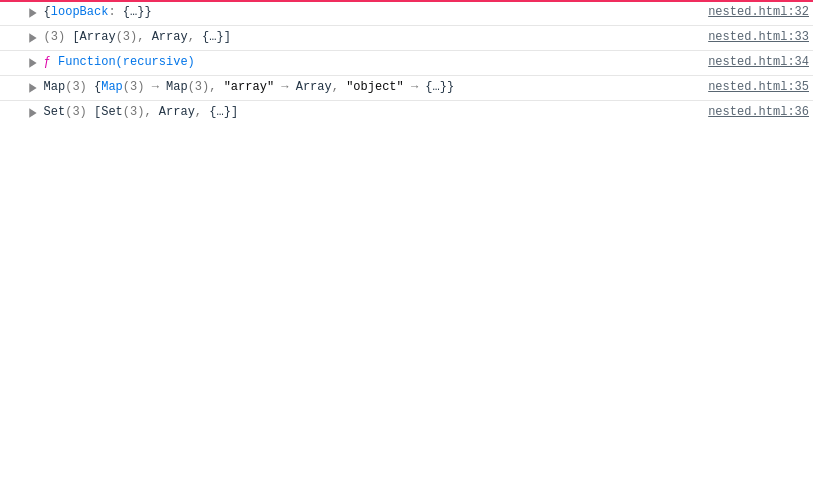 {loopBack: {…}} nested.html:32
(3) [Array(3), Array, {…}] nested.html:33
ƒ Function(recursive) nested.html:34
Map(3) {Map(3) → Map(3), "array" → Array, "object" → {…}} nested.html:35
Set(3) [Set(3), Array, {…}] nested.html:36